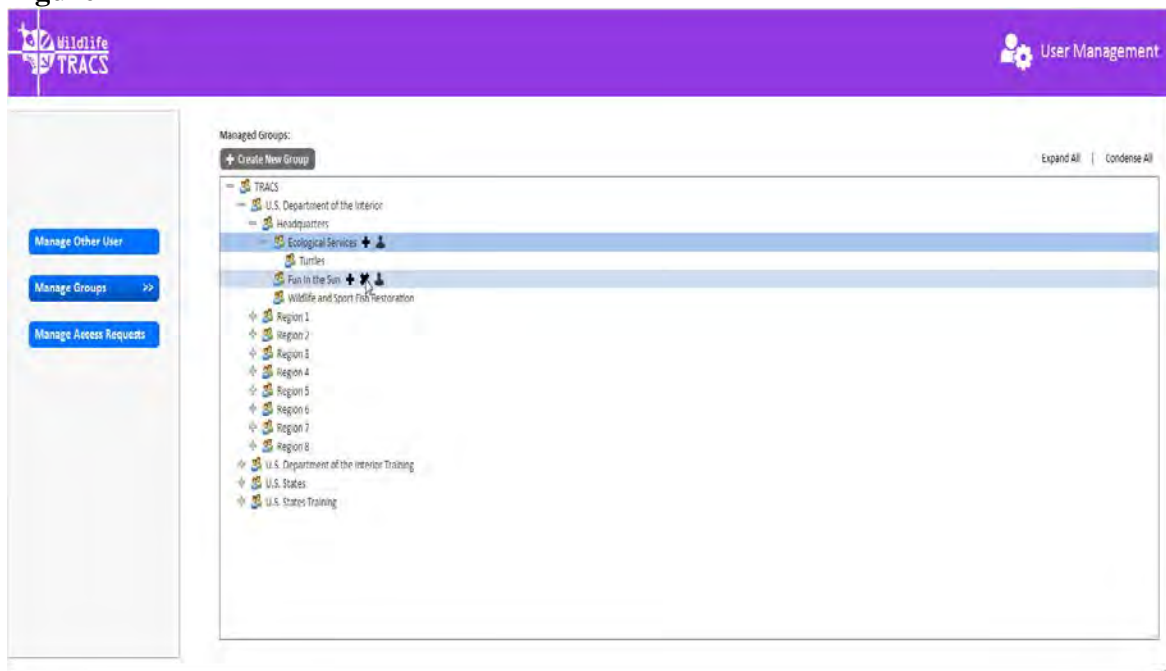 Wildlife
TRACS
User Management
Managed Groups:
+ Create New Group
Expand All | Condense All
TRACS
U.S. Department of the Interior
Headquarters
Ecological Services
Turtles
Fun in the Sun
Wildlife and Sport Fish Restoration
Region 1
Region 2
Region 3
Region 4
Region 5
Region 6
Region 7
Region 8
U.S. Department of the Interior Training
U.S. States
U.S. States Training
Manage Other User
Manage Groups >>
Manage Access Requests